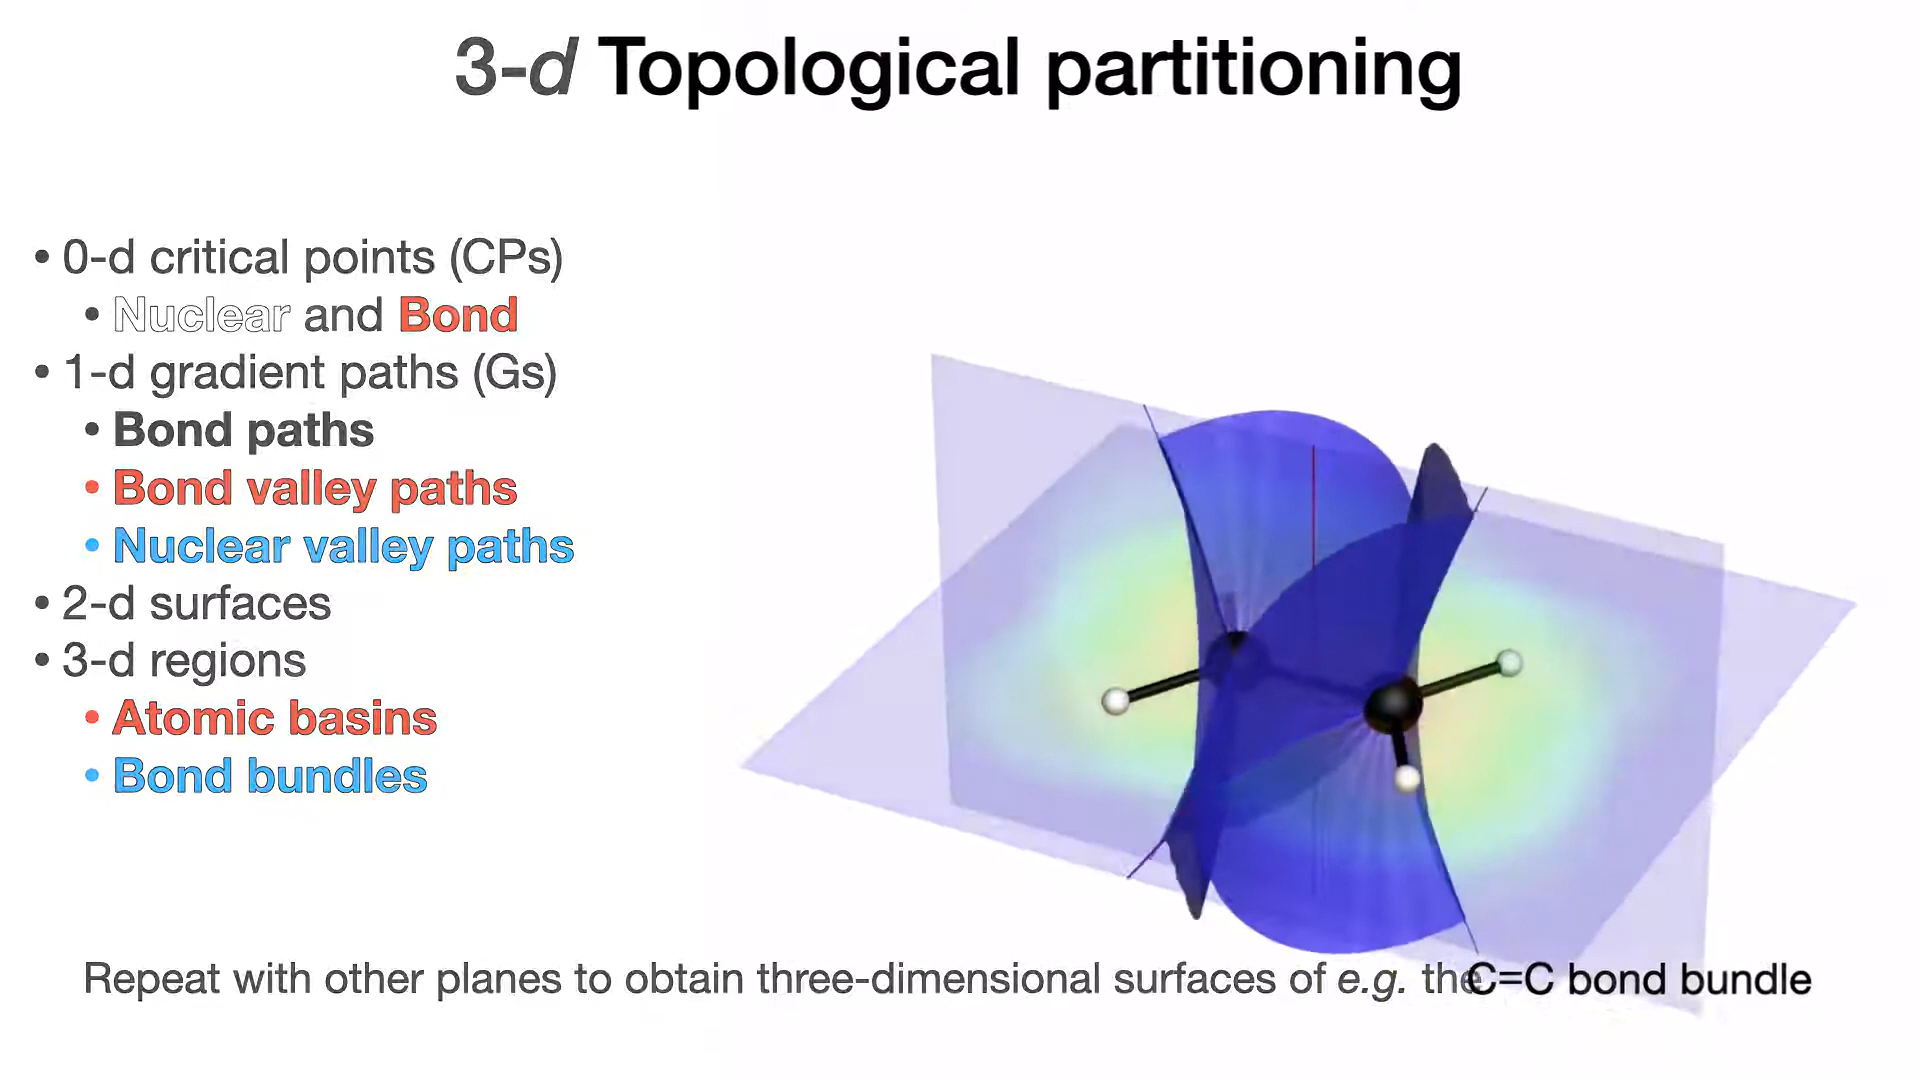 3-d Topological partitioning
• 0-d critical points (CPs)
• Nuclear and Bond
• 1-d gradient paths (Gs)
• Bond paths
• Bond valley paths
• Nuclear valley paths
• 2-d surfaces
• 3-d regions
• Atomic basins
• Bond bundles
Repeat with other planes to obtain three-dimensional surfaces of e.g. the C=C bond bundle